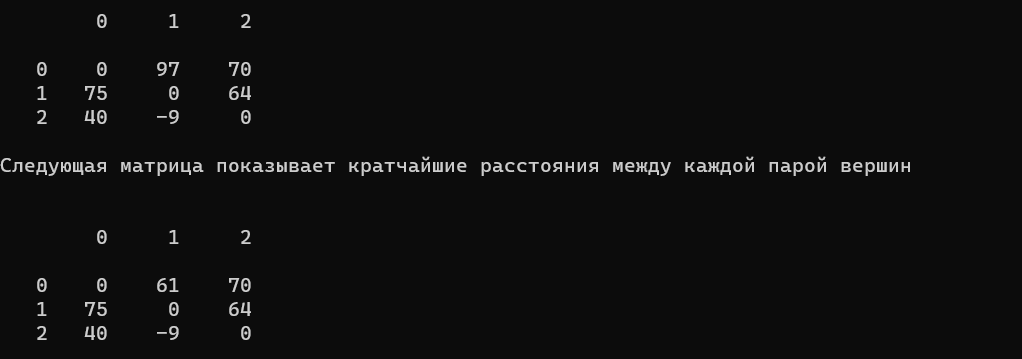 0 1 2
0 0 97 70
1 75 0 64
2 40 -9 0
Следующая матрица показывает кратчайшие расстояния между каждой парой вершин
0 1 2
0 0 61 70
1 75 0 64
2 40 -9 0